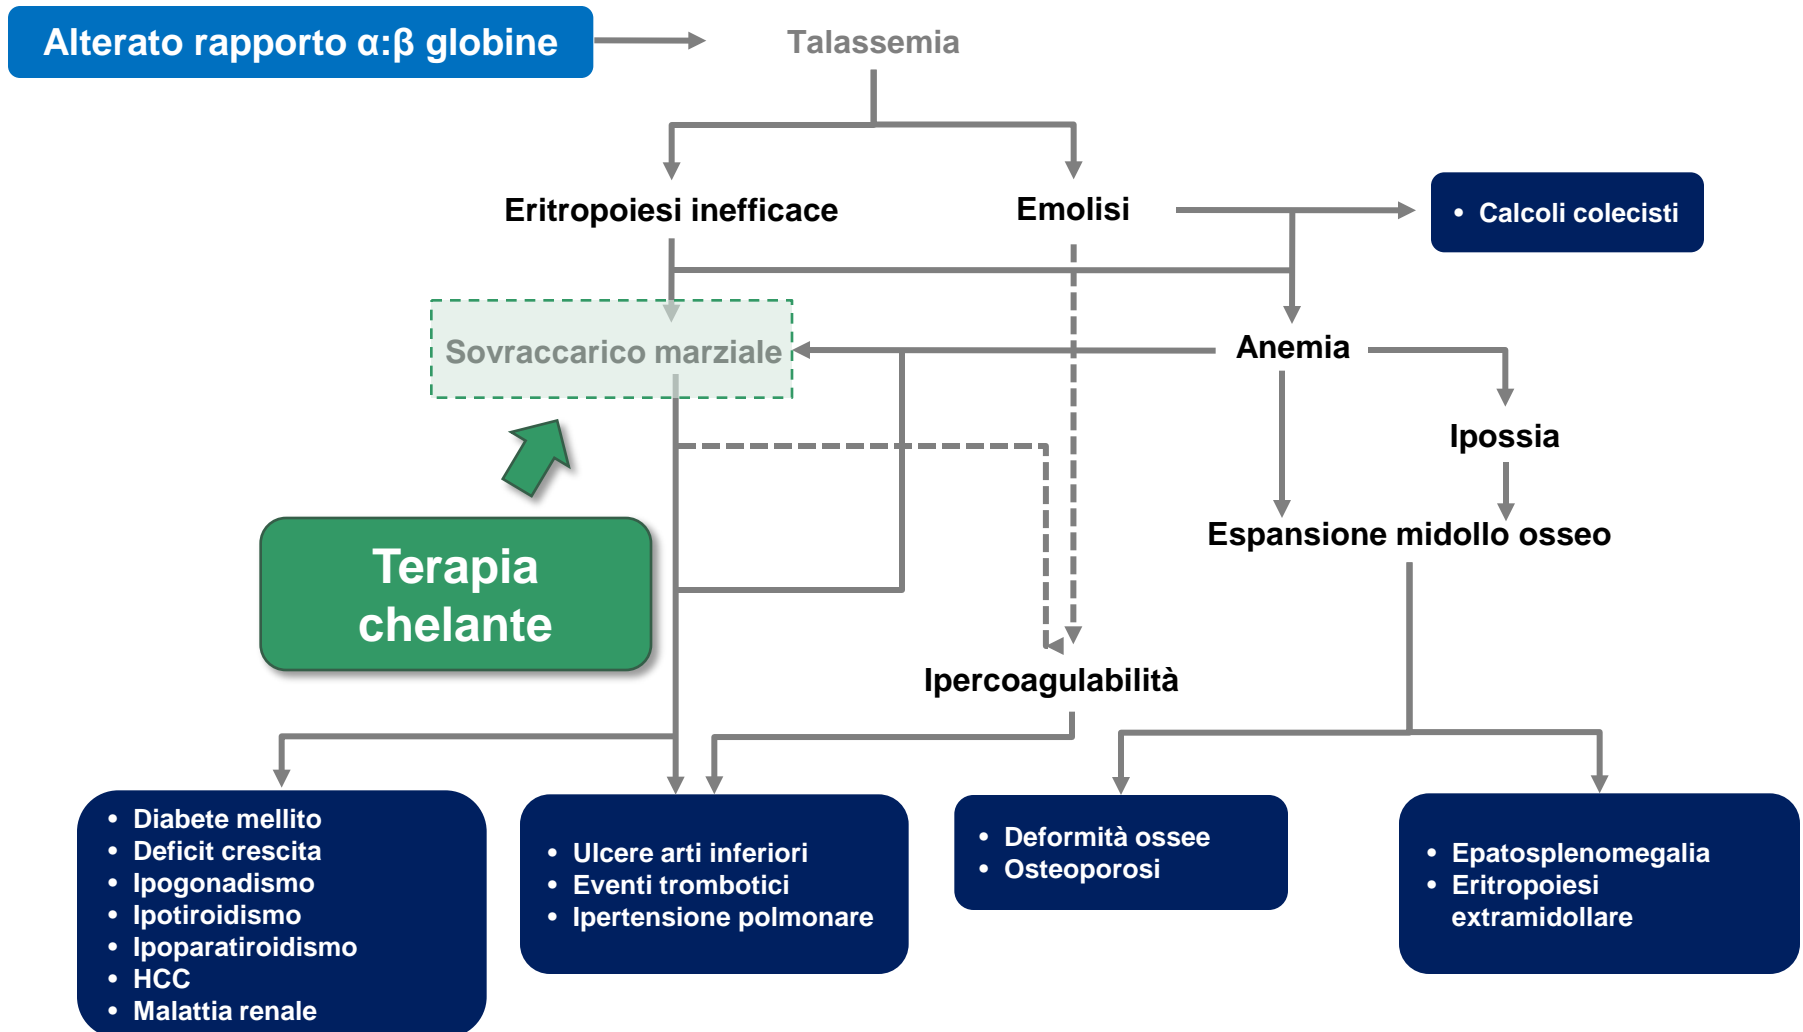 Alterato rapporto α:β globine
Talassemia
Eritropoiesi inefficace
Emolisi
• Calcoli colecisti
Sovraccarico marziale
Anemia
Ipossia
Espansione midollo osseo
Terapia
chelante
Ipercoagulabilità
• Diabete mellito
• Deficit crescita
• Ipogonadismo
• Ipotiroidismo
• Ipoparatiroidismo
• HCC
• Malattia renale
• Ulcere arti inferiori
• Eventi trombotici
• Ipertensione polmonare
• Deformità ossee
• Osteoporosi
• Epatosplenomegalia
• Eritropoiesi
extramidollare